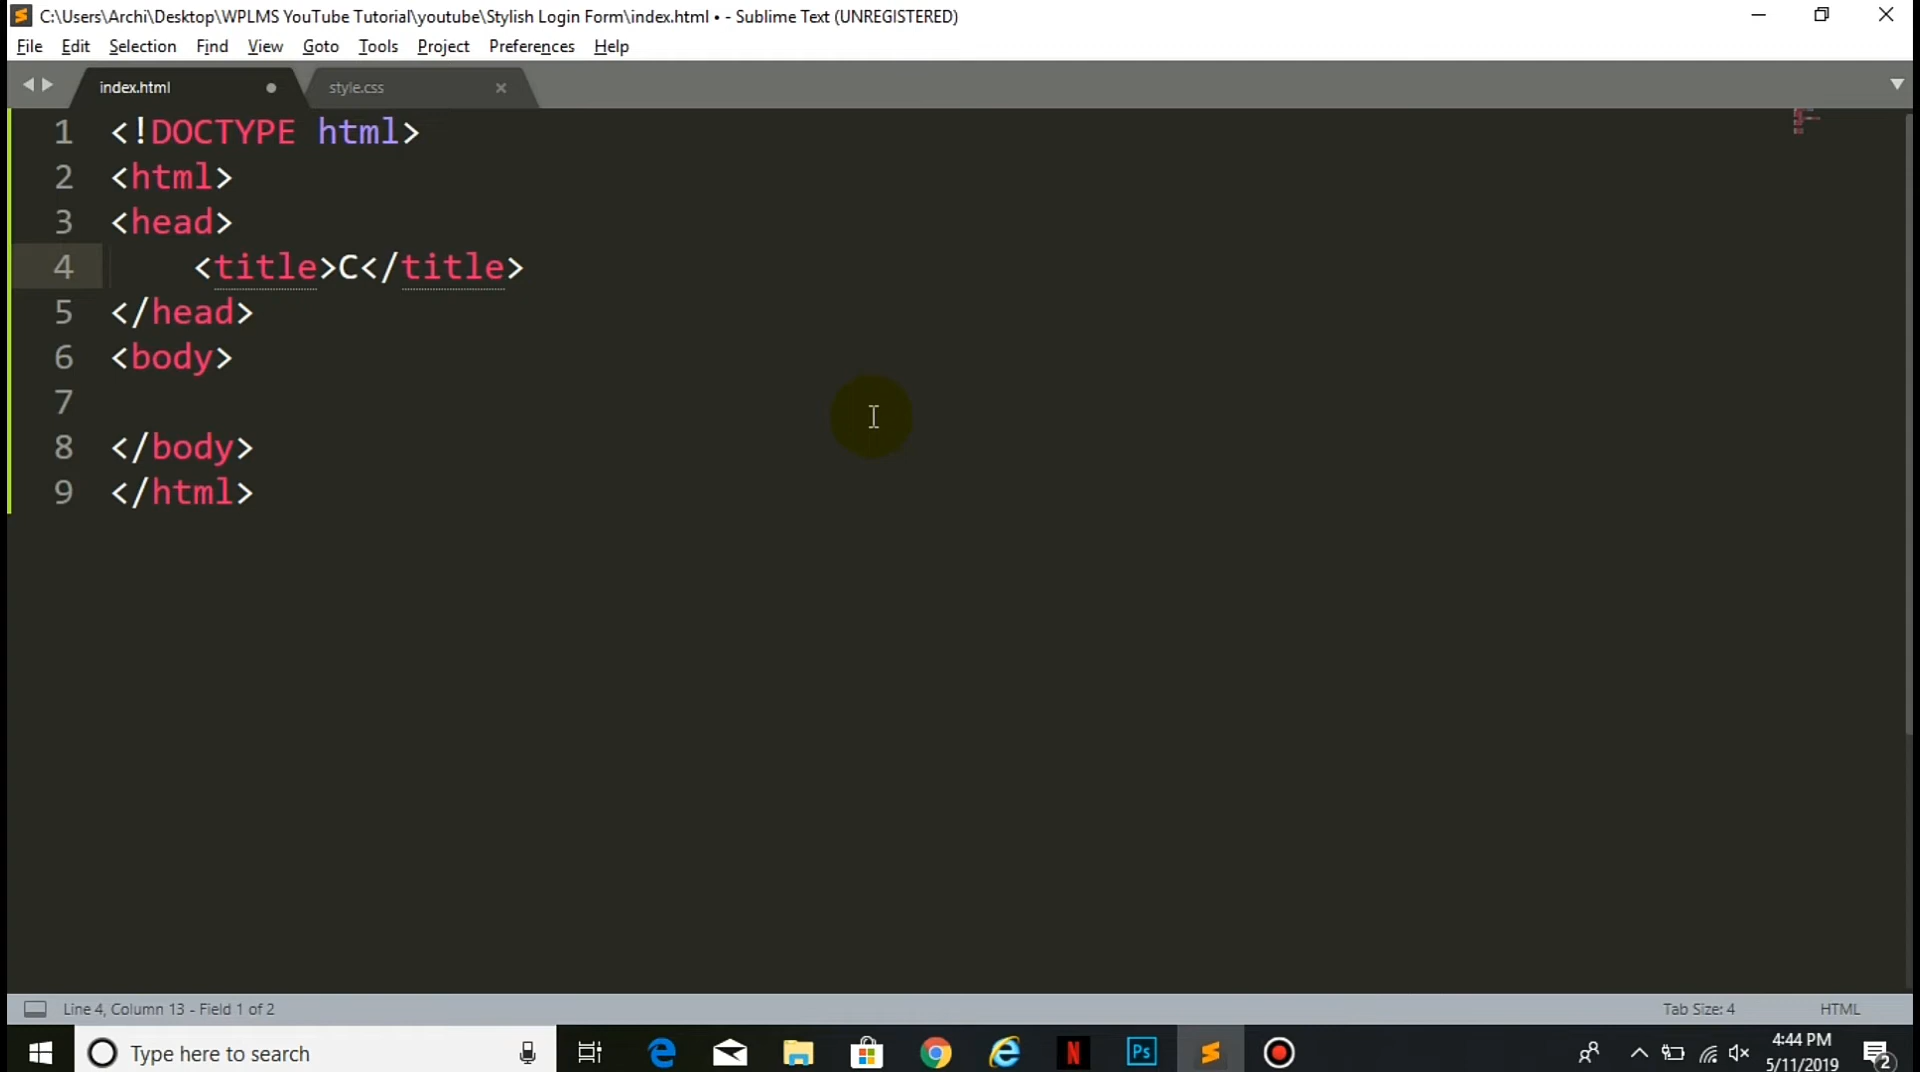 C:\Users\Archi\Desktop\WPLMS YouTube Tutorial\youtube\Stylish Login Form\index.html • - Sublime Text (UNREGISTERED)
File Edit Selection Find View Goto Tools Project Preferences Help
index.html style.css
1 <!DOCTYPE html>
2 <html>
3 <head>
4 <title>C</title>
5 </head>
6 <body>
7
8 </body>
9 </html>
Line 4, Column 13 - Field 1 of 2 Tab Size: 4 HTML
Type here to search
N
Ps
4:44 PM
5/11/2019
2